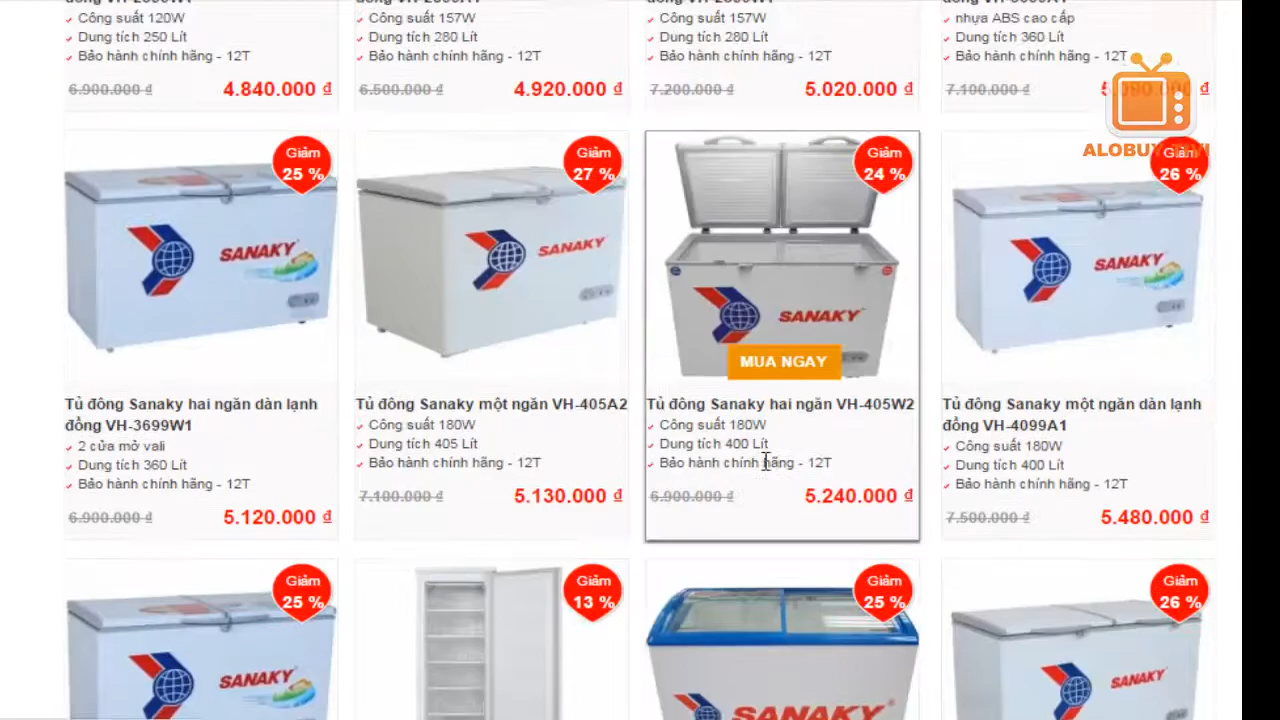 Công suất 120W
Dung tích 250 Lít
Bảo hành chính hãng - 12T
6.900.000 ₫ 4.840.000 ₫
Công suất 157W
Dung tích 280 Lít
Bảo hành chính hãng - 12T
6.500.000 ₫ 4.920.000 ₫
Công suất 157W
Dung tích 280 Lít
Bảo hành chính hãng - 12T
7.200.000 ₫ 5.020.000 ₫
nhựa ABS cao cấp
Dung tích 360 Lít
Bảo hành chính hãng - 12T
7.100.000 ₫ 5.090.000 ₫
ALOBUY TIVI
Giảm
25 %
SANAKY
Tủ đông Sanaky hai ngăn dàn lạnh
đồng VH-3699W1
2 cửa mở vali
Dung tích 360 Lít
Bảo hành chính hãng - 12T
6.900.000 ₫ 5.120.000 ₫
Giảm
27 %
SANAKY
Tủ đông Sanaky một ngăn VH-405A2
Công suất 180W
Dung tích 405 Lít
Bảo hành chính hãng - 12T
7.100.000 ₫ 5.130.000 ₫
Giảm
24 %
SANAKY
MUA NGAY
Tủ đông Sanaky hai ngăn VH-405W2
Công suất 180W
Dung tích 400 Lít
Bảo hành chính hãng - 12T
6.900.000 ₫ 5.240.000 ₫
Giảm
26 %
SANAKY
Tủ đông Sanaky một ngăn dàn lạnh
đồng VH-4099A1
Công suất 180W
Dung tích 400 Lít
Bảo hành chính hãng - 12T
7.500.000 ₫ 5.480.000 ₫
Giảm
25 %
SANAKY
Giảm
13 %
Giảm
25 %
SANAKY
Giảm
26 %
SANAKY